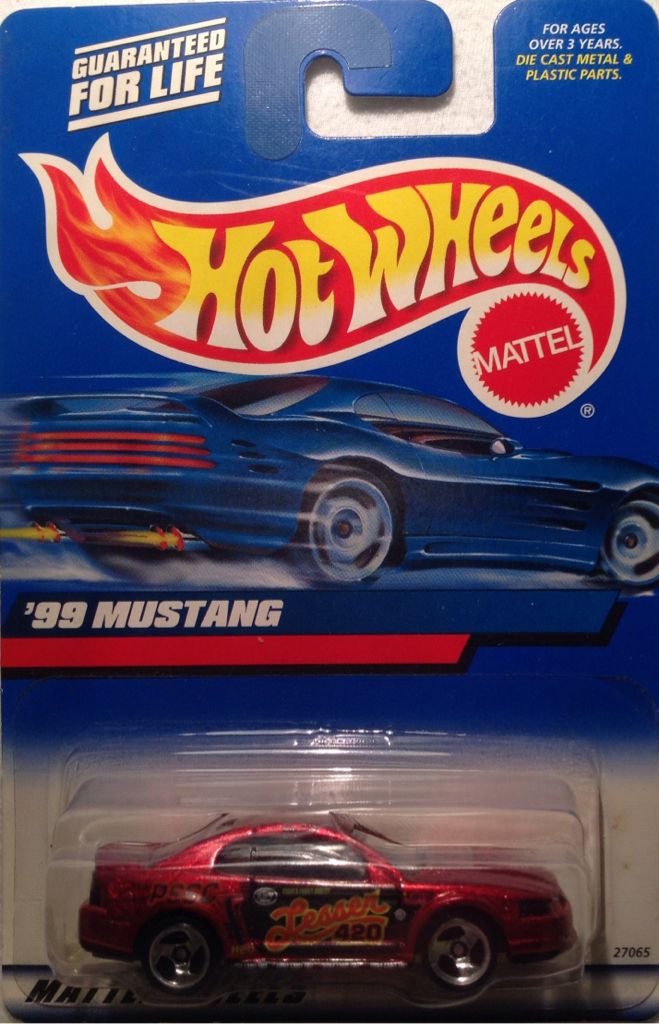 GUARANTEED
FOR LIFE
FOR AGES
OVER 3 YEARS.
DIE CAST METAL &
PLASTIC PARTS.
HOT WHEELS
MATTEL
®
'99 MUSTANG
Lesser
420
27065